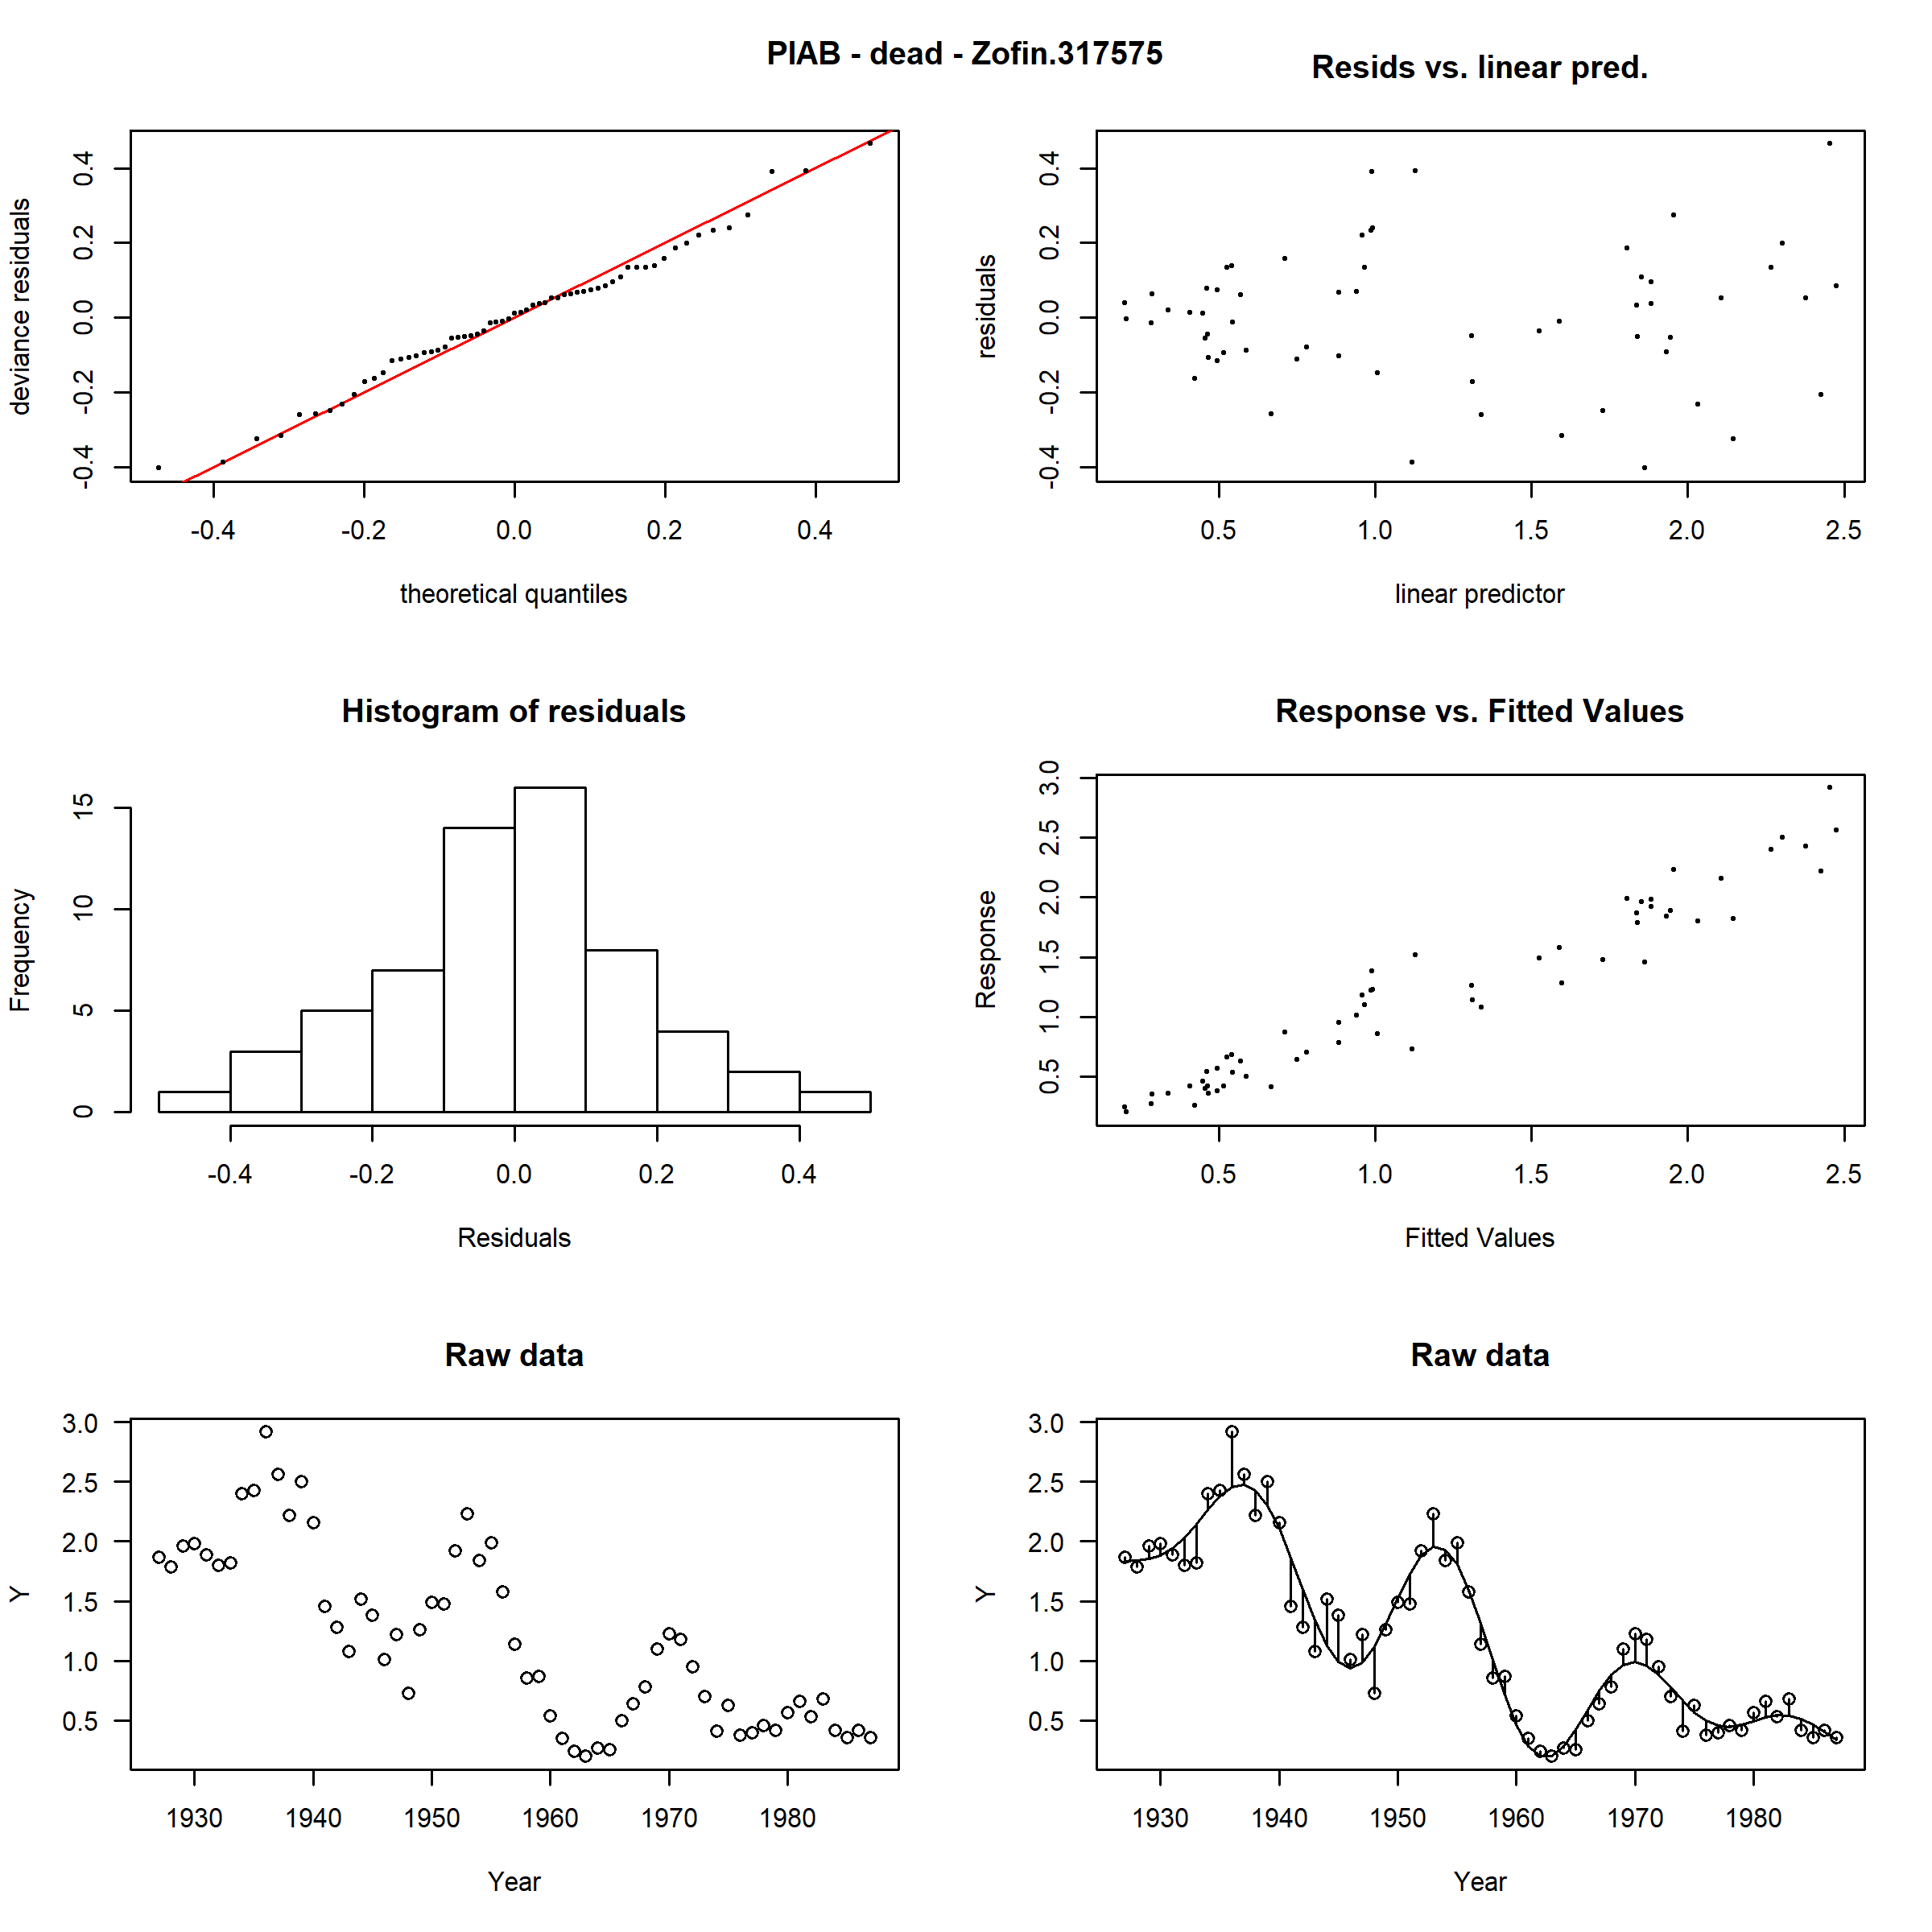 PIAB - dead - Zofin.317575
Resids vs. linear pred.
deviance residuals
-0.4 -0.2 0.0 0.2 0.4
-0.4 -0.2 0.0 0.2 0.4
theoretical quantiles
residuals
-0.4 -0.2 0.0 0.2 0.4
0.5 1.0 1.5 2.0 2.5
linear predictor
Histogram of residuals
Frequency
0 5 10 15
-0.4 -0.2 0.0 0.2 0.4
Residuals
Response vs. Fitted Values
Response
0.5 1.0 1.5 2.0 2.5 3.0
0.5 1.0 1.5 2.0 2.5
Fitted Values
Raw data
Y
3.0
2.5
2.0
1.5
1.0
0.5
1930 1940 1950 1960 1970 1980
Year
Raw data
Y
3.0
2.5
2.0
1.5
1.0
0.5
1930 1940 1950 1960 1970 1980
Year